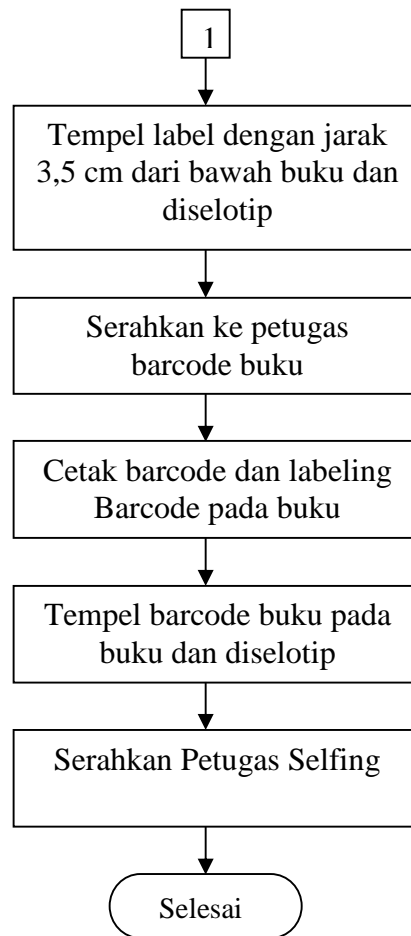 1
Tempel label dengan jarak
3,5 cm dari bawah buku dan
diselotip
Serahkan ke petugas
barcode buku
Cetak barcode dan labeling
Barcode pada buku
Tempel barcode buku pada
buku dan diselotip
Serahkan Petugas Selfing
Selesai